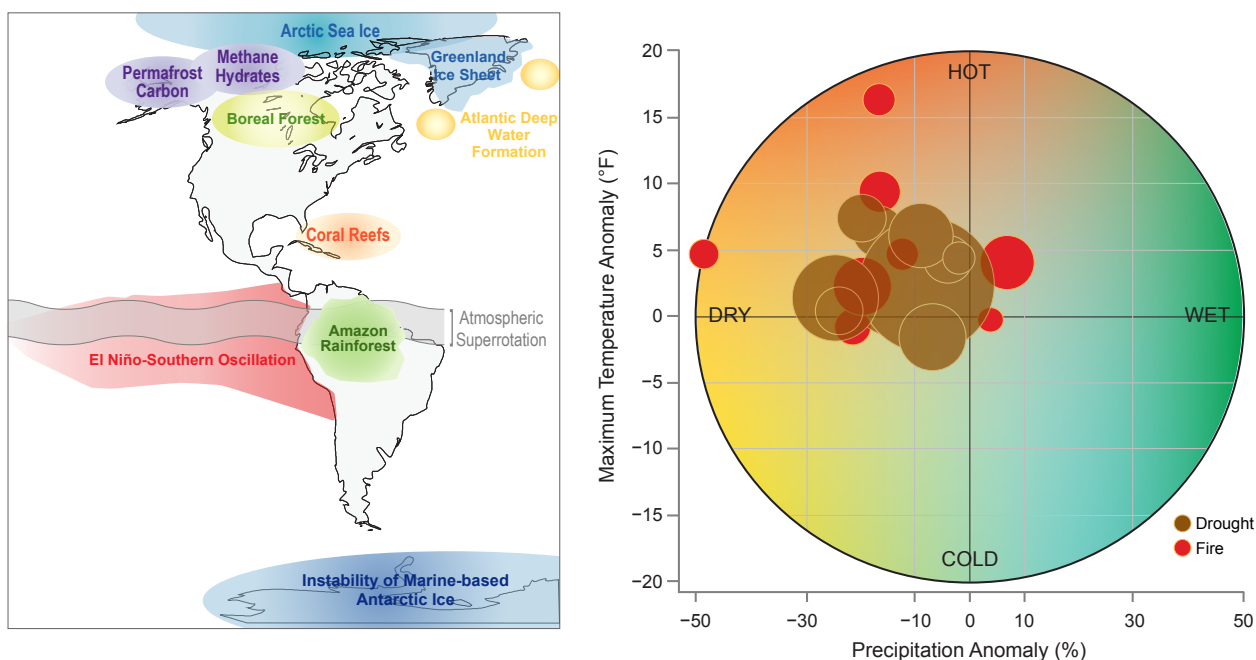 Arctic Sea Ice
Methane
Hydrates
Permafrost
Carbon
Greenland
Ice Sheet
Boreal Forest
Atlantic Deep
Water
Formation
Coral Reefs
Amazon
Rainforest
Atmospheric
Superrotation
El Niño-Southern Oscillation
Instability of Marine-based
Antarctic Ice
Maximum Temperature Anomaly (°F)
20
15
10
5
0
−5
−10
−15
−20
HOT
DRY
WET
COLD
Drought
Fire
−50
−30
−10
0
10
30
50
Precipitation Anomaly (%)